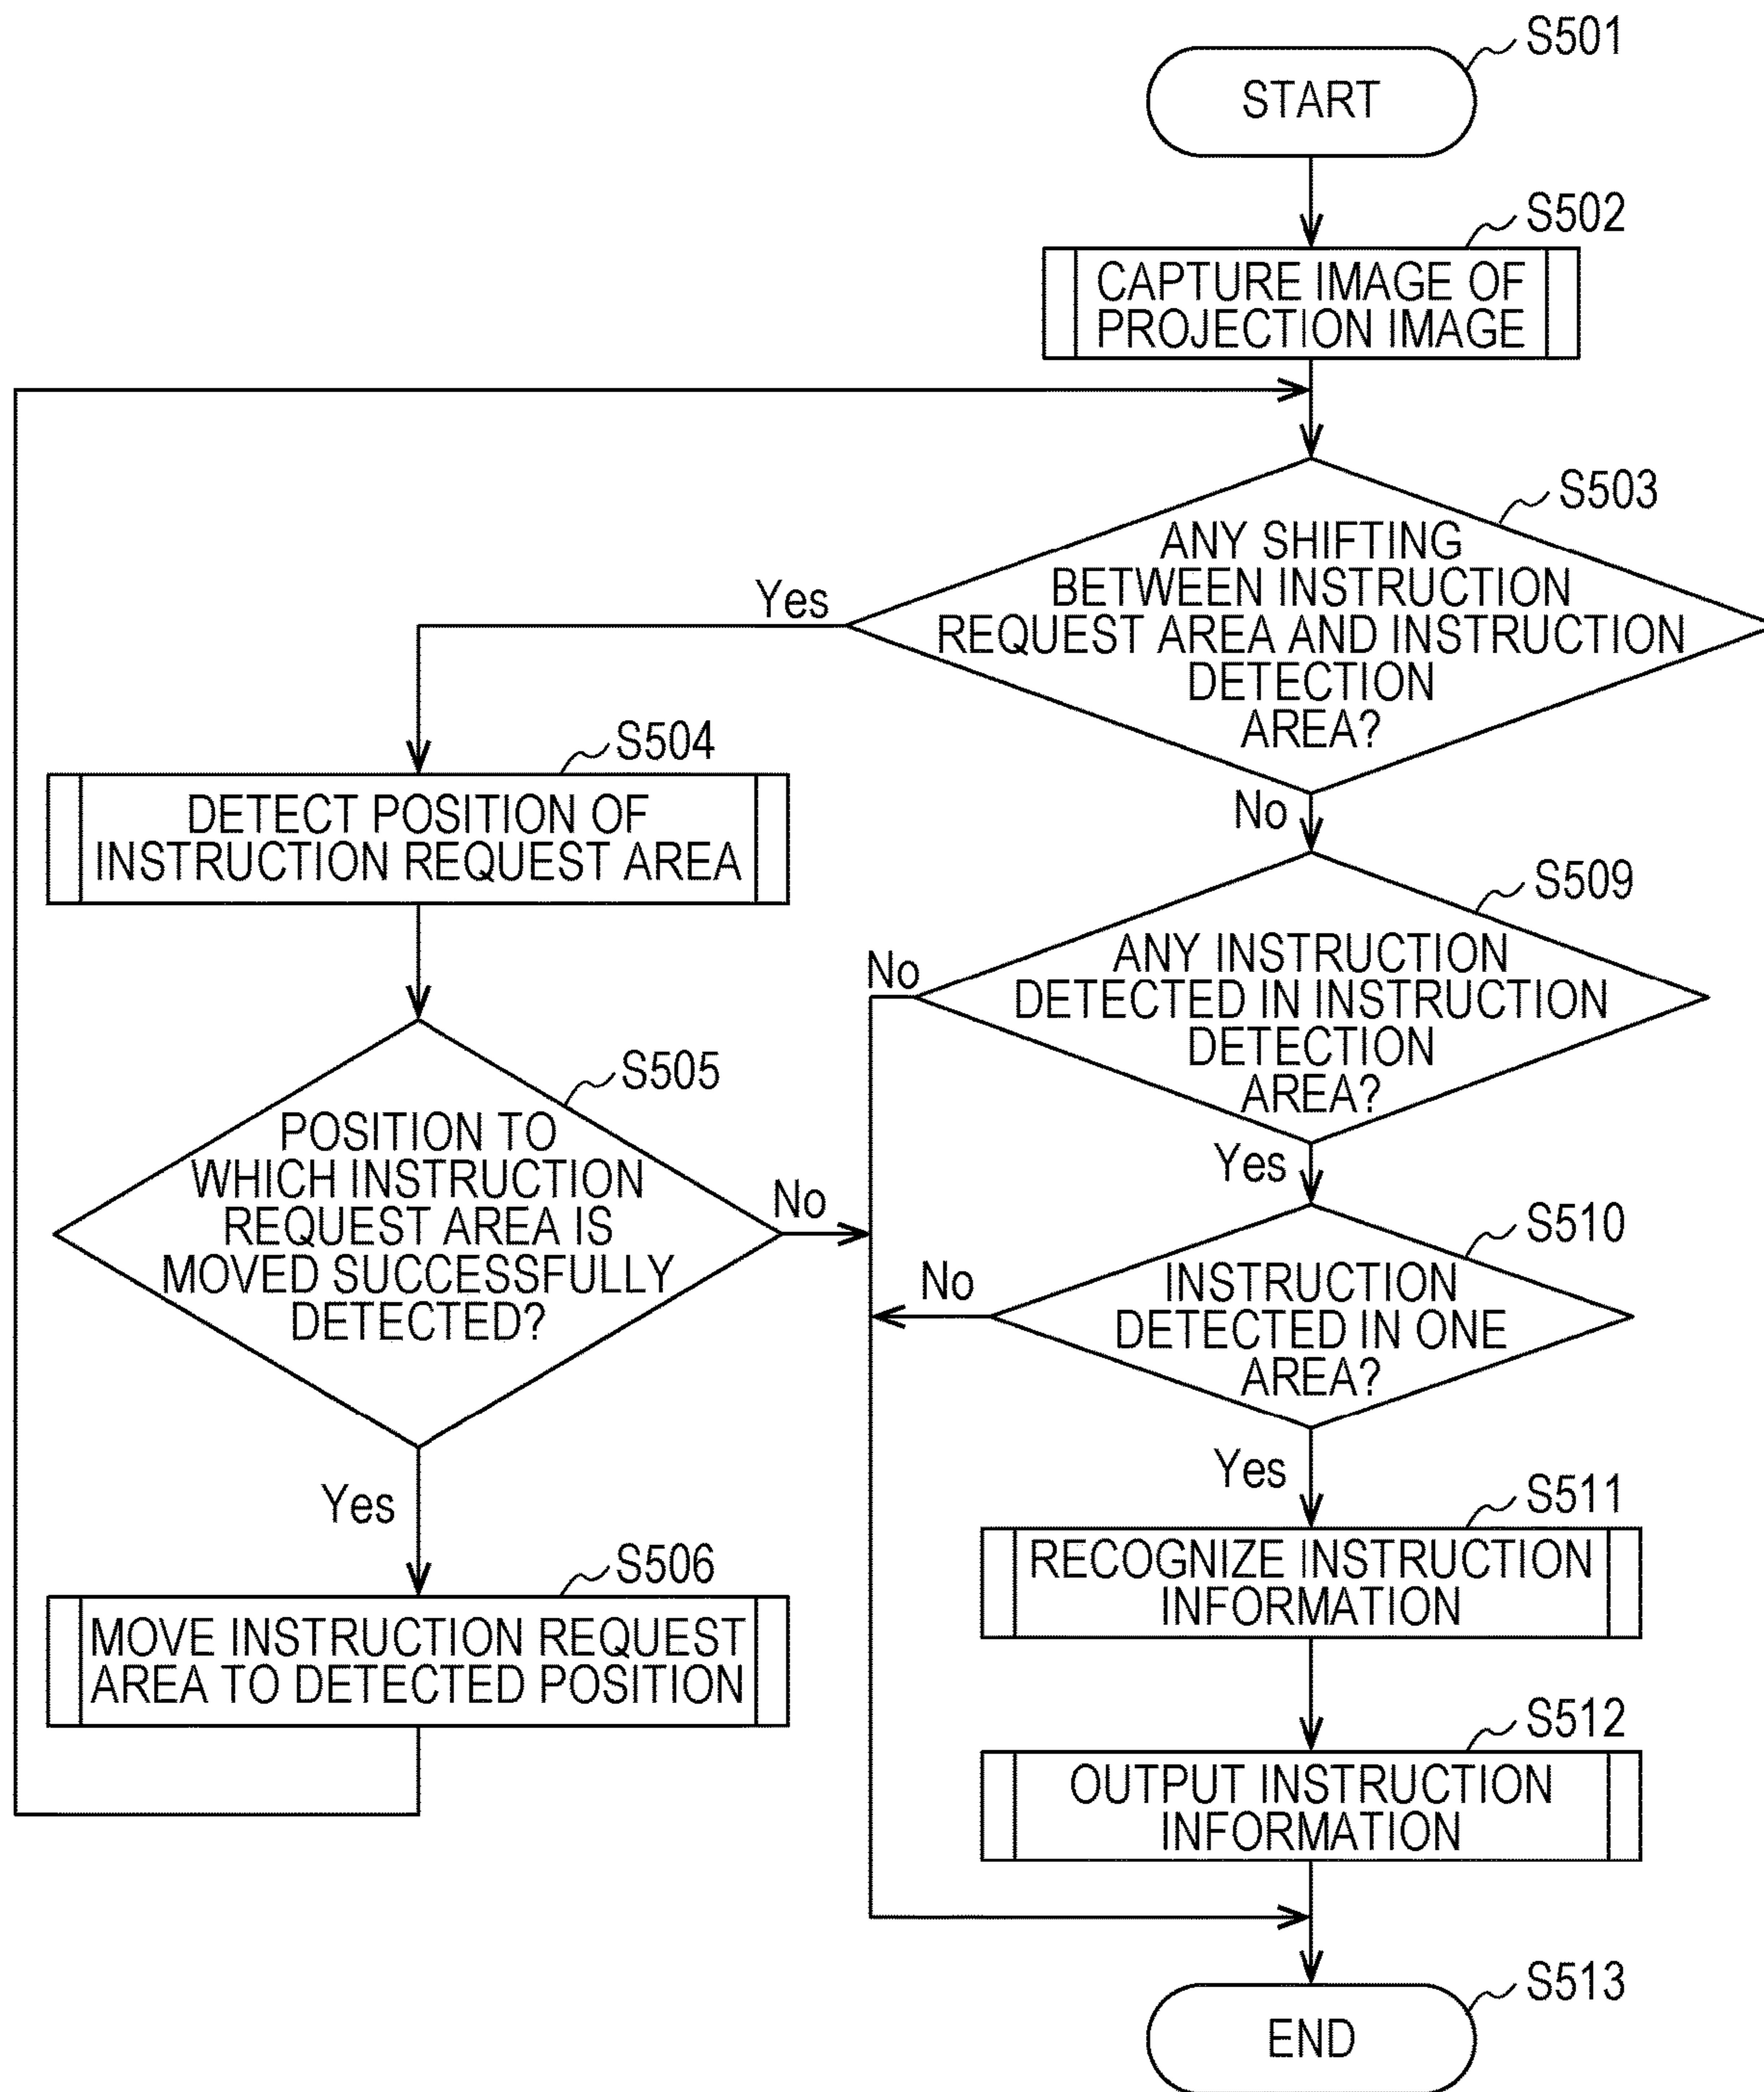 S501
START
S502
CAPTURE IMAGE OF
PROJECTION IMAGE
S503
ANY SHIFTING
BETWEEN INSTRUCTION
REQUEST AREA AND INSTRUCTION
DETECTION
AREA?
Yes
No
S504
DETECT POSITION OF
INSTRUCTION REQUEST AREA
S505
POSITION TO
WHICH INSTRUCTION
REQUEST AREA IS
MOVED SUCCESSFULLY
DETECTED?
No
Yes
S506
MOVE INSTRUCTION REQUEST
AREA TO DETECTED POSITION
S509
ANY INSTRUCTION
DETECTED IN INSTRUCTION
DETECTION
AREA?
No
Yes
S510
INSTRUCTION
DETECTED IN ONE
AREA?
No
Yes
S511
RECOGNIZE INSTRUCTION
INFORMATION
S512
OUTPUT INSTRUCTION
INFORMATION
S513
END